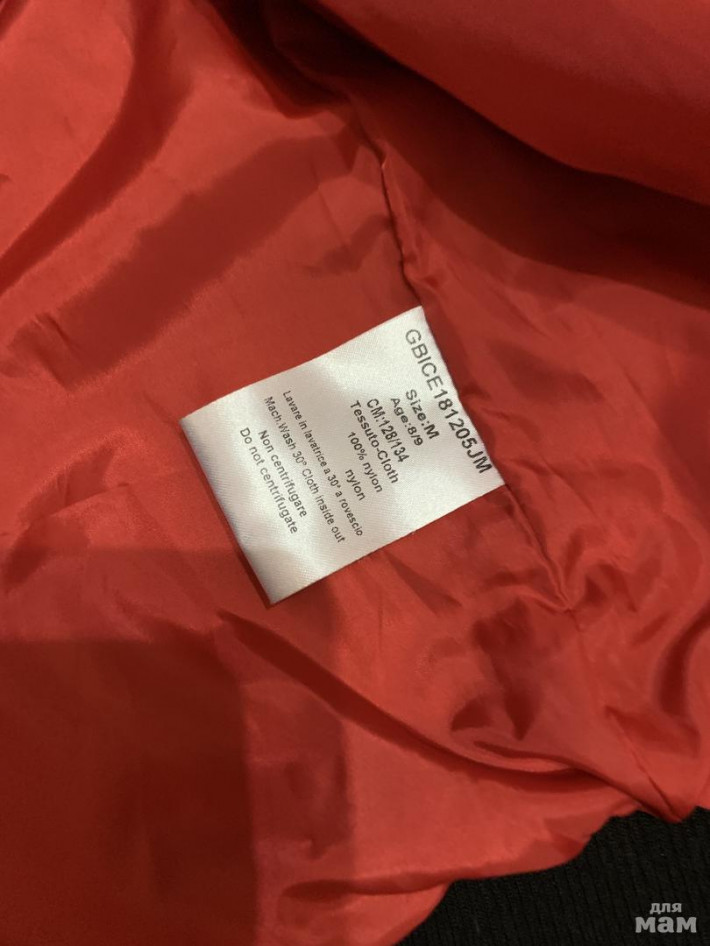 GBICE181205JM
Size:M
Age:8/9
CM:128/134
Tessuto-Cloth
100% nylon
nylon
Lavare in lavatrice a 30° a rovescio
Mach.Wash 30° Cloth inside out
Non centrifugare
Do not centrifugate
для
мам